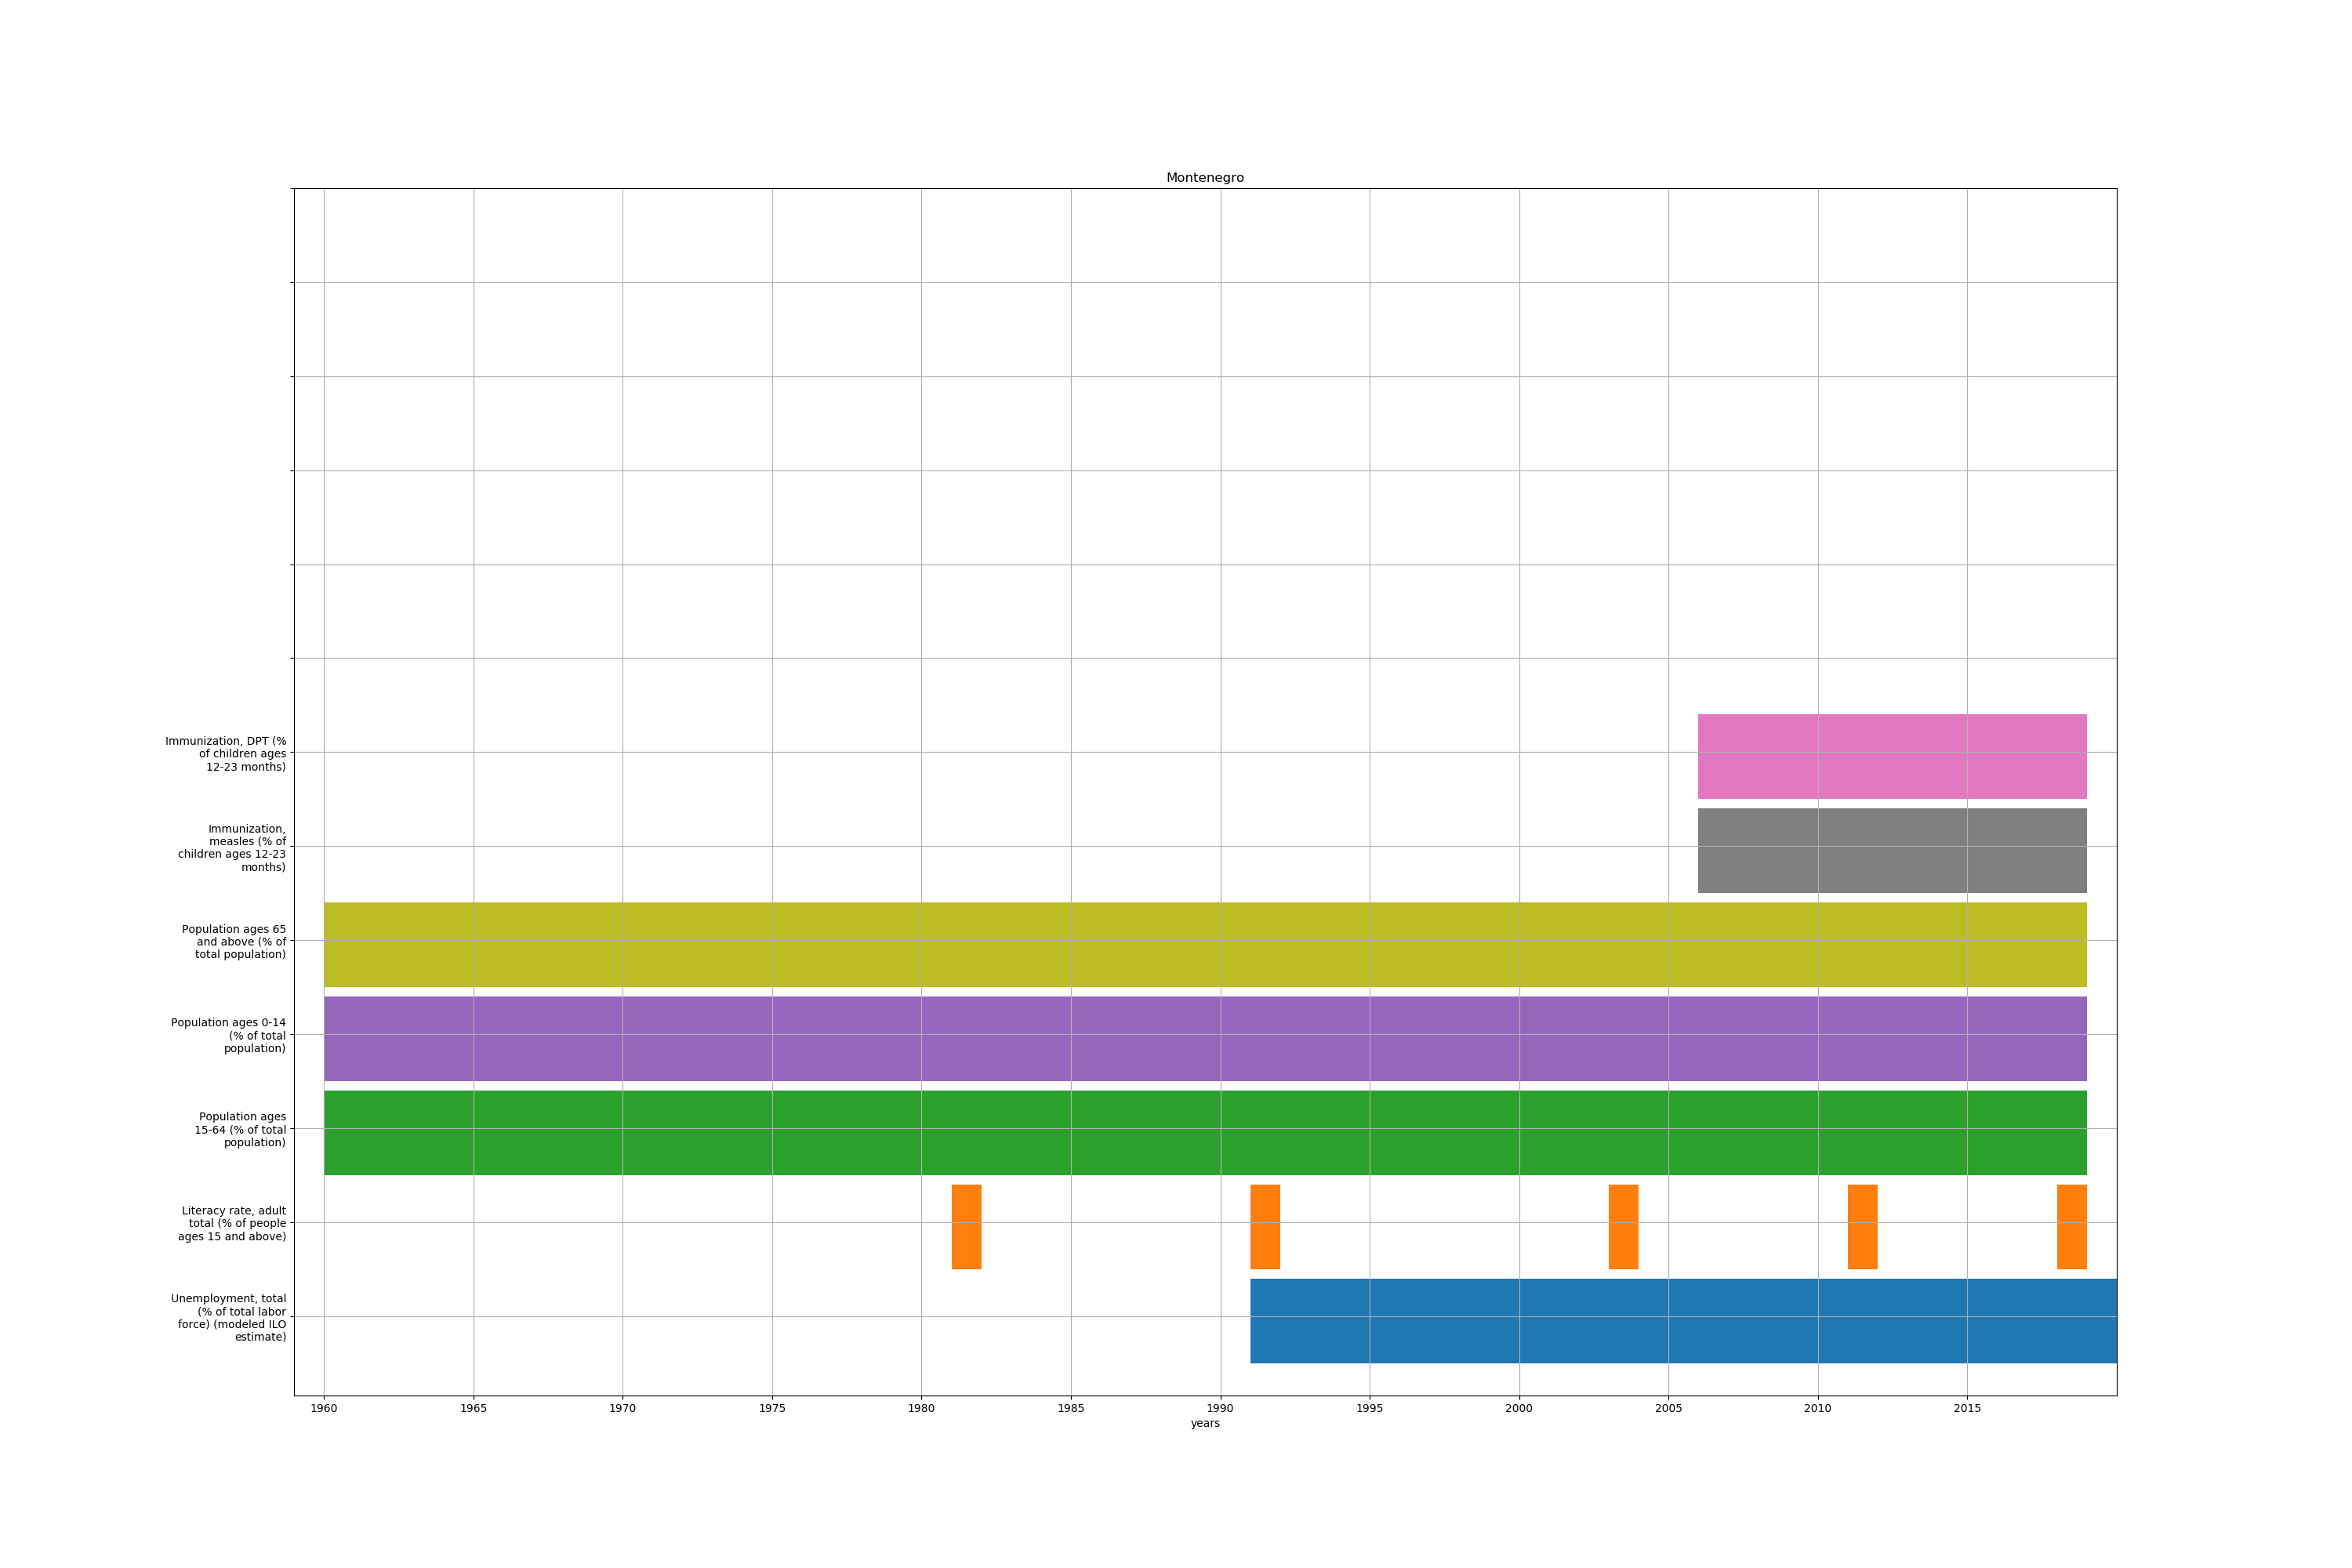 Montenegro
Immunization, DPT (%
of children ages
12-23 months)
Immunization,
measles (% of
children ages 12-23
months)
Population ages 65
and above (% of
total population)
Population ages 0-14
(% of total
population)
Population ages
15-64 (% of total
population)
Literacy rate, adult
total (% of people
ages 15 and above)
Unemployment, total
(% of total labor
force) (modeled ILO
estimate)
1960 1965 1970 1975 1980 1985 1990 1995 2000 2005 2010 2015
years